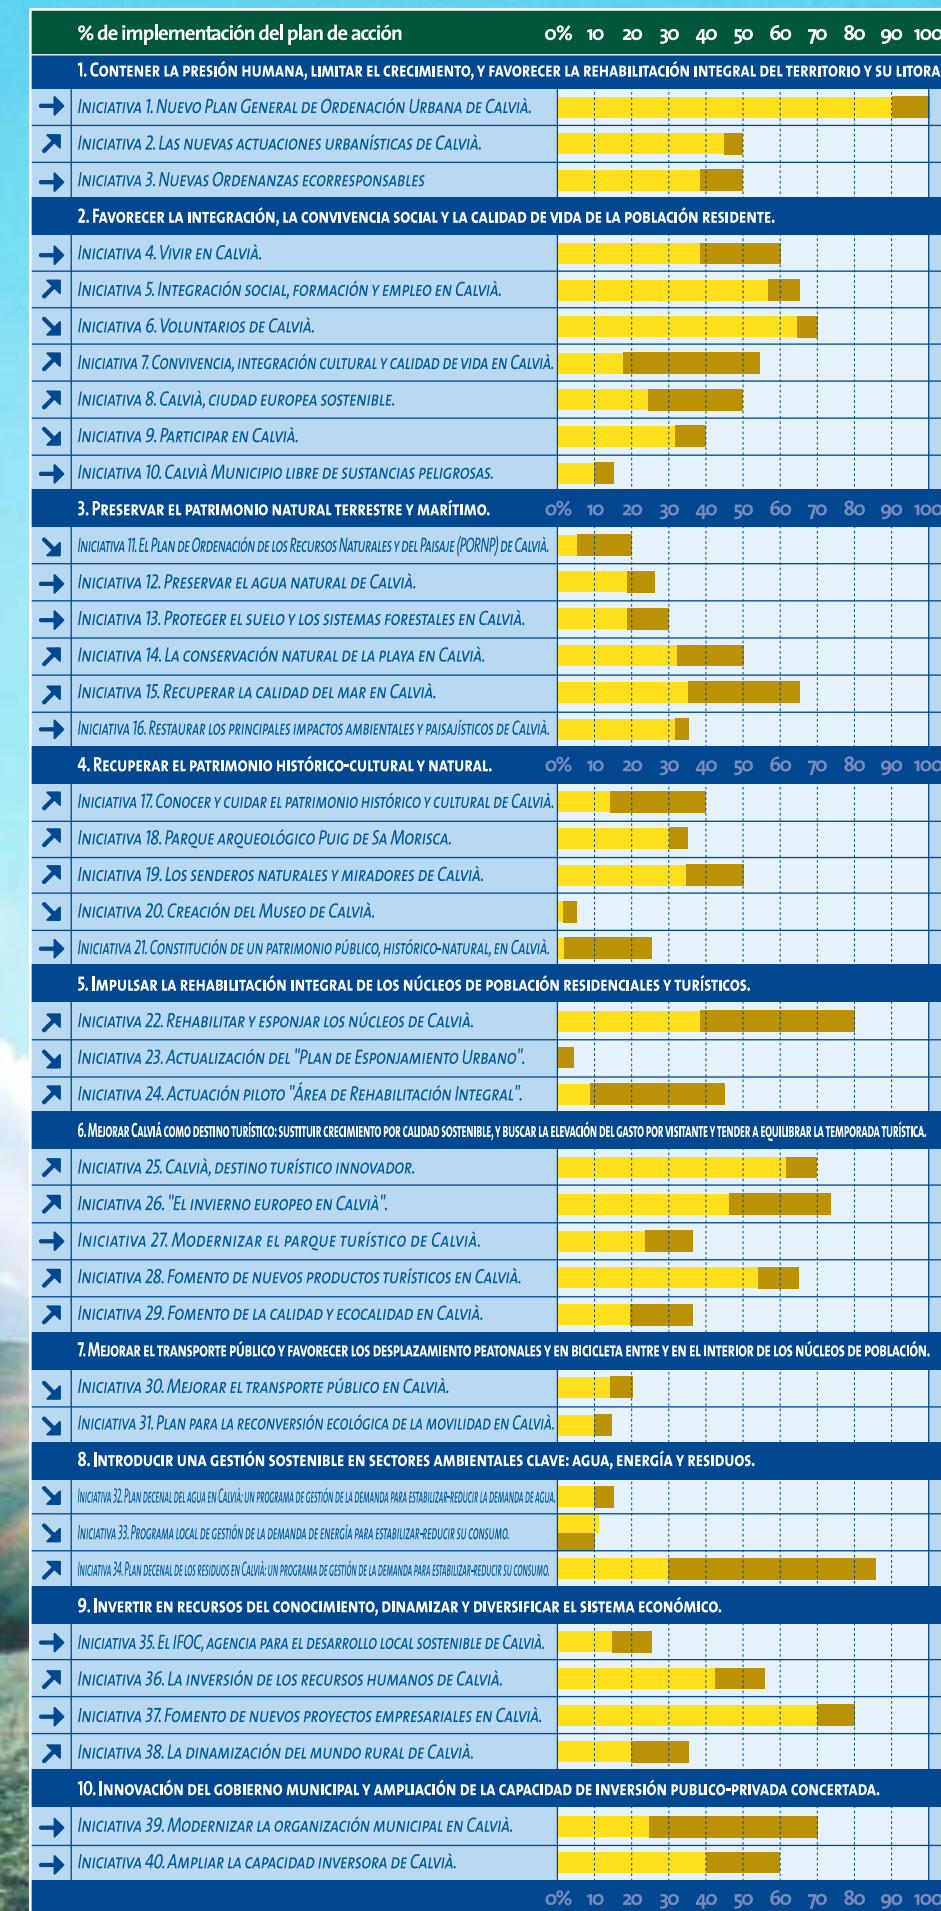 % de implementación del plan de acción 0% 10 20 30 40 50 60 70 80 90 100
1. CONTENER LA PRESIÓN HUMANA, LIMITAR EL CRECIMIENTO, Y FAVORECER LA REHABILITACIÓN INTEGRAL DEL TERRITORIO Y SU LITORA
INICIATIVA 1. NUEVO PLAN GENERAL DE ORDENACIÓN URBANA DE CALVIÀ.
INICIATIVA 2. LAS NUEVAS ACTUACIONES URBANÍSTICAS DE CALVIÀ.
INICIATIVA 3. NUEVAS ORDENANZAS ECORRESPONSABLES
2. FAVORECER LA INTEGRACIÓN, LA CONVIVENCIA SOCIAL Y LA CALIDAD DE VIDA DE LA POBLACIÓN RESIDENTE.
INICIATIVA 4. VIVIR EN CALVIÀ.
INICIATIVA 5. INTEGRACIÓN SOCIAL, FORMACIÓN Y EMPLEO EN CALVIÀ.
INICIATIVA 6. VOLUNTARIOS DE CALVIÀ.
INICIATIVA 7. CONVIVENCIA, INTEGRACIÓN CULTURAL Y CALIDAD DE VIDA EN CALVIÀ.
INICIATIVA 8. CALVIÀ, CIUDAD EUROPEA SOSTENIBLE.
INICIATIVA 9. PARTICIPAR EN CALVIÀ.
INICIATIVA 10. CALVIÀ MUNICIPIO LIBRE DE SUSTANCIAS PELIGROSAS.
3. PRESERVAR EL PATRIMONIO NATURAL TERRESTRE Y MARÍTIMO. 0% 10 20 30 40 50 60 70 80 90 100
INICIATIVA 11. EL PLAN DE ORDENACIÓN DE LOS RECURSOS NATURALES Y DEL PAISAJE (PORNP) DE CALVIÀ.
INICIATIVA 12. PRESERVAR EL AGUA NATURAL DE CALVIÀ.
INICIATIVA 13. PROTEGER EL SUELO Y LOS SISTEMAS FORESTALES EN CALVIÀ.
INICIATIVA 14. LA CONSERVACIÓN NATURAL DE LA PLAYA EN CALVIÀ.
INICIATIVA 15. RECUPERAR LA CALIDAD DEL MAR EN CALVIÀ.
INICIATIVA 16. RESTAURAR LOS PRINCIPALES IMPACTOS AMBIENTALES Y PAISAJÍSTICOS DE CALVIÀ.
4. RECUPERAR EL PATRIMONIO HISTÓRICO-CULTURAL Y NATURAL. 0% 10 20 30 40 50 60 70 80 90 100
INICIATIVA 17. CONOCER Y CUIDAR EL PATRIMONIO HISTÓRICO Y CULTURAL DE CALVIÀ.
INICIATIVA 18. PARQUE ARQUEOLÓGICO PUIG DE SA MORISCA.
INICIATIVA 19. LOS SENDEROS NATURALES Y MIRADORES DE CALVIÀ.
INICIATIVA 20. CREACIÓN DEL MUSEO DE CALVIÀ.
INICIATIVA 21. CONSTITUCIÓN DE UN PATRIMONIO PÚBLICO, HISTÓRICO-NATURAL, EN CALVIÀ.
5. IMPULSAR LA REHABILITACIÓN INTEGRAL DE LOS NÚCLEOS DE POBLACIÓN RESIDENCIALES Y TURÍSTICOS.
INICIATIVA 22. REHABILITAR Y ESPONJAR LOS NÚCLEOS DE CALVIÀ.
INICIATIVA 23. ACTUALIZACIÓN DEL "PLAN DE ESPONJAMIENTO URBANO".
INICIATIVA 24. ACTUACIÓN PILOTO "ÁREA DE REHABILITACIÓN INTEGRAL".
6. MEJORAR CALVIÁ COMO DESTINO TURÍSTICO: SUSTITUIR CRECIMIENTO POR CALIDAD SOSTENIBLE, Y BUSCAR LA ELEVACIÓN DEL GASTO POR VISITANTE Y TENDER A EQUILIBRAR LA TEMPORADA TURÍSTICA.
INICIATIVA 25. CALVIÀ, DESTINO TURÍSTICO INNOVADOR.
INICIATIVA 26. "EL INVIERNO EUROPEO EN CALVIÀ".
INICIATIVA 27. MODERNIZAR EL PARQUE TURÍSTICO DE CALVIÀ.
INICIATIVA 28. FOMENTO DE NUEVOS PRODUCTOS TURÍSTICOS EN CALVIÀ.
INICIATIVA 29. FOMENTO DE LA CALIDAD Y ECOCALIDAD EN CALVIÀ.
7. MEJORAR EL TRANSPORTE PÚBLICO Y FAVORECER LOS DESPLAZAMIENTO PEATONALES Y EN BICICLETA ENTRE Y EN EL INTERIOR DE LOS NÚCLEOS DE POBLACIÓN.
INICIATIVA 30. MEJORAR EL TRANSPORTE PÚBLICO EN CALVIÀ.
INICIATIVA 31. PLAN PARA LA RECONVERSIÓN ECOLÓGICA DE LA MOVILIDAD EN CALVIÀ.
8. INTRODUCIR UNA GESTIÓN SOSTENIBLE EN SECTORES AMBIENTALES CLAVE: AGUA, ENERGÍA Y RESIDUOS.
INICIATIVA 32. PLAN DECENAL DEL AGUA EN CALVIÀ: UN PROGRAMA DE GESTIÓN DE LA DEMANDA PARA ESTABILIZAR-REDUCIR LA DEMANDA DE AGUA.
INICIATIVA 33. PROGRAMA LOCAL DE GESTIÓN DE LA DEMANDA DE ENERGÍA PARA ESTABILIZAR-REDUCIR SU CONSUMO.
INICIATIVA 34. PLAN DECENAL DE LOS RESIDUOS EN CALVIÀ: UN PROGRAMA DE GESTIÓN DE LA DEMANDA PARA ESTABILIZAR-REDUCIR SU CONSUMO.
9. INVERTIR EN RECURSOS DEL CONOCIMIENTO, DINAMIZAR Y DIVERSIFICAR EL SISTEMA ECONÓMICO.
INICIATIVA 35. EL IFOC, AGENCIA PARA EL DESARROLLO LOCAL SOSTENIBLE DE CALVIÀ.
INICIATIVA 36. LA INVERSIÓN DE LOS RECURSOS HUMANOS DE CALVIÀ.
INICIATIVA 37. FOMENTO DE NUEVOS PROYECTOS EMPRESARIALES EN CALVIÀ.
INICIATIVA 38. LA DINAMIZACIÓN DEL MUNDO RURAL DE CALVIÀ.
10. INNOVACIÓN DEL GOBIERNO MUNICIPAL Y AMPLIACIÓN DE LA CAPACIDAD DE INVERSIÓN PUBLICO-PRIVADA CONCERTADA.
INICIATIVA 39. MODERNIZAR LA ORGANIZACIÓN MUNICIPAL EN CALVIÀ.
INICIATIVA 40. AMPLIAR LA CAPACIDAD INVERSORA DE CALVIÀ.
0% 10 20 30 40 50 60 70 80 90 100